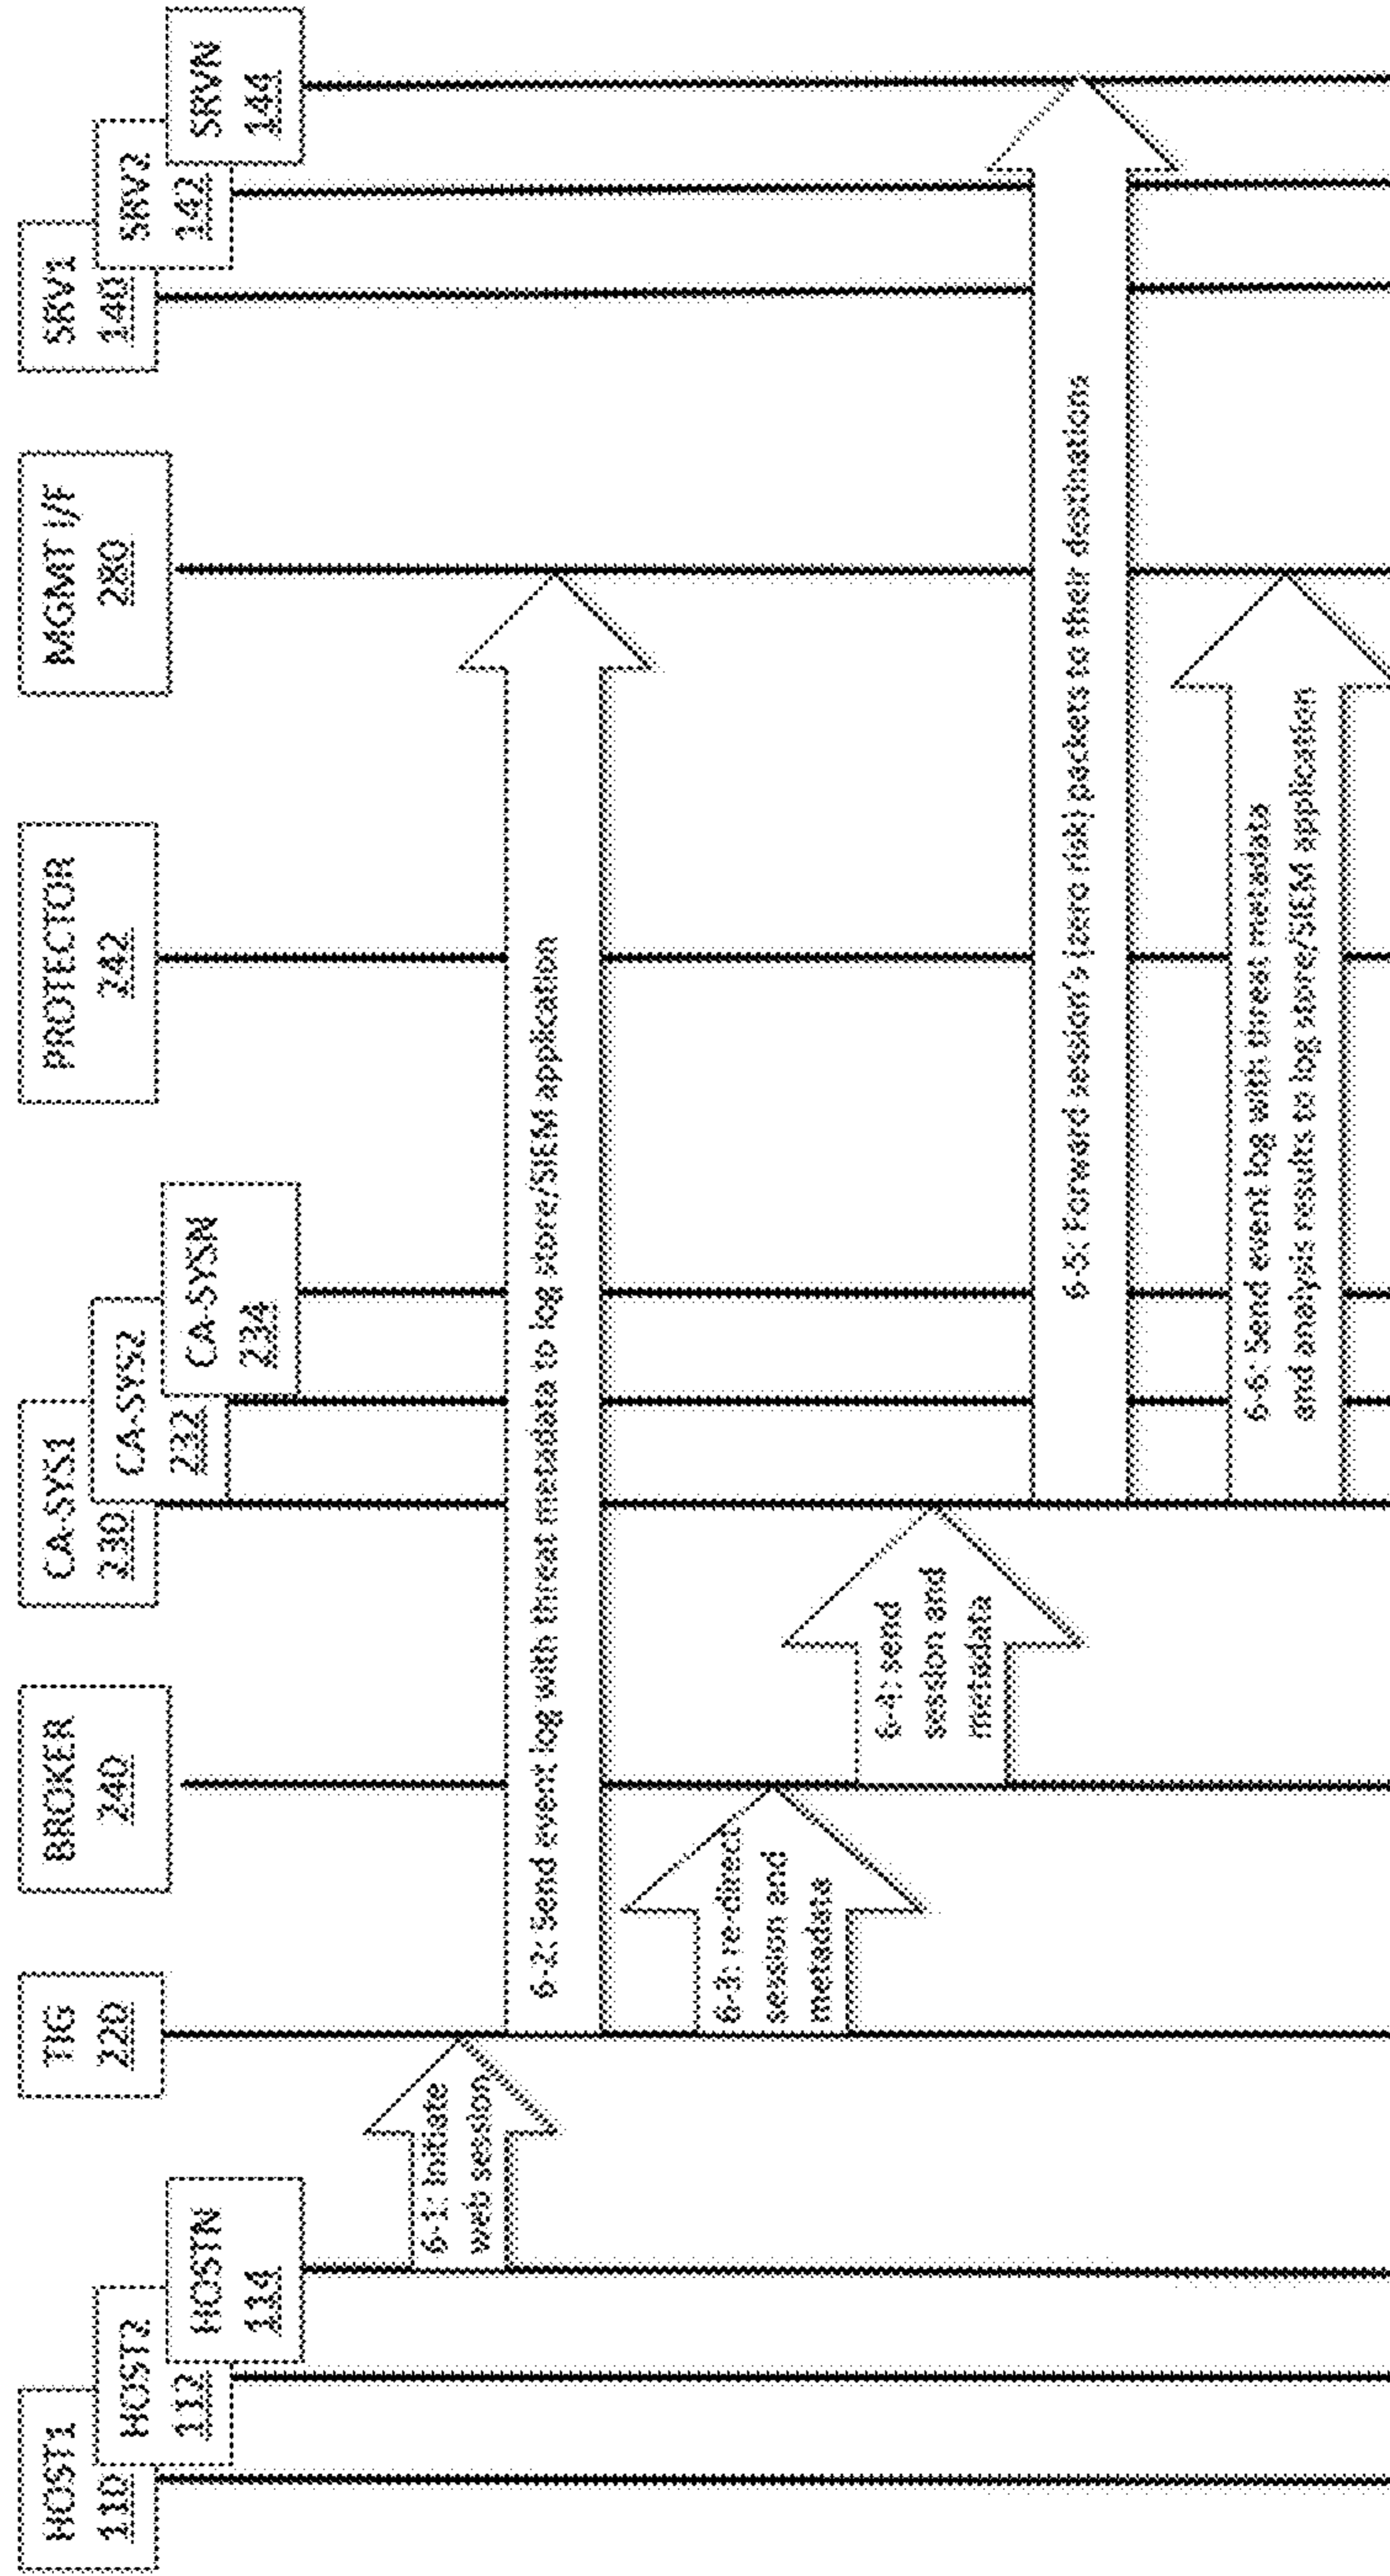 HOST1
110
HOST2
112
HOSTN
114
TIG
220
BROKER
240
CA-SYS1
230
CA-SYS2
232
CA-SYSN
234
PROTECTOR
242
MGMT I/F
280
SRV1
140
SRV2
142
SRVN
144
6-1: Initiate
web session
6-2: Send event log with threat metadata to log store/SIEM application
6-3: re-direct
session and
metadata
6-4: send
session and
metadata
6-5: Forward session's (zero risk) packets to their destinations
6-6: Send event log with threat metadata
and analysis results to log store/SIEM application